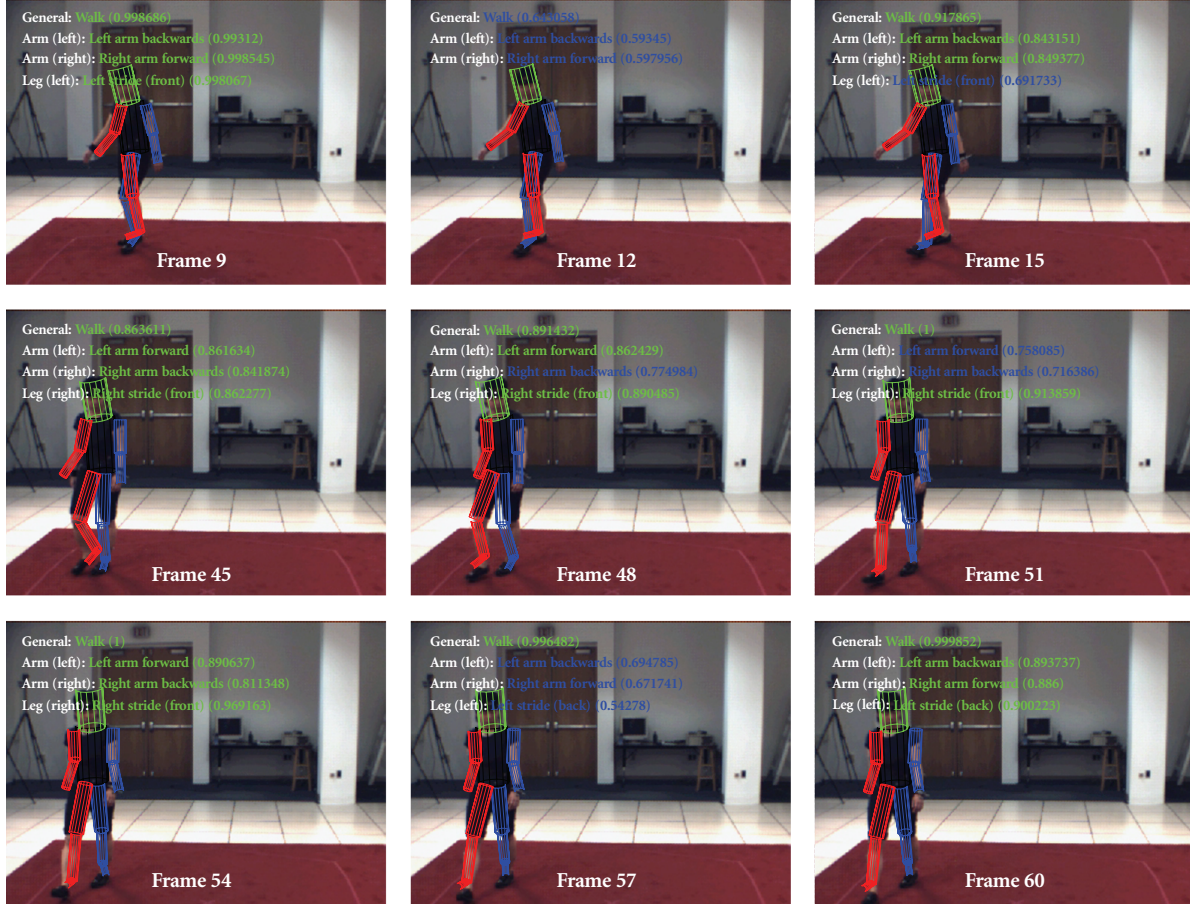 General: Walk (0.998686)
Arm (left): Left arm backwards (0.99312)
Arm (right): Right arm forward (0.998545)
Leg (left): Left stride (front) (0.998067)
Frame 9
General: Walk
Arm (left): Left arm backwards (0.59345)
Arm (right): Right arm forward (0.597956)
Frame 12
General: Walk (0.917865)
Arm (left): Left arm backwards (0.843151)
Arm (right): Right arm forward (0.849377)
Leg (left): Left stride (front) (0.691733)
Frame 15
General: Walk (0.863611)
Arm (left): Left arm forward (0.861634)
Arm (right): Right arm backwards (0.841874)
Leg (right): Right stride (front) (0.862277)
Frame 45
General: Walk (0.891432)
Arm (left): Left arm forward (0.862429)
Arm (right): Right arm backwards (0.774984)
Leg (right): Right stride (front) (0.890485)
Frame 48
General: Walk (1)
Arm (left): Left arm forward (0.758085)
Arm (right): Right arm backwards (0.716386)
Leg (right): Right stride (front) (0.913859)
Frame 51
General: Walk (1)
Arm (left): Left arm forward (0.890637)
Arm (right): Right arm backwards (0.811348)
Leg (right): Right stride (front) (0.969163)
Frame 54
General: Walk (0.996482)
Arm (left): Left arm backwards (0.694785)
Arm (right): Right arm forward (0.671741)
Leg (left): Left stride (back) (0.54278)
Frame 57
General: Walk (0.999852)
Arm (left): Left arm backwards (0.893737)
Arm (right): Right arm forward (0.886)
Leg (left): Left stride (back) (0.900223)
Frame 60